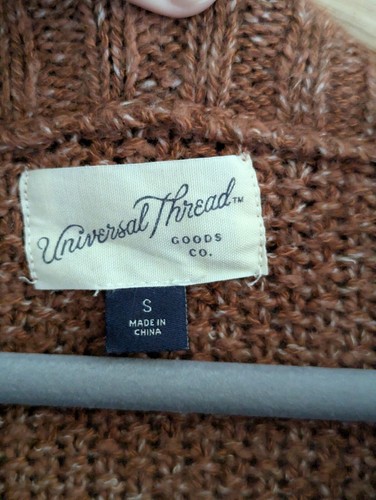 Universal Thread™
GOODS
CO.
S
MADE IN
CHINA